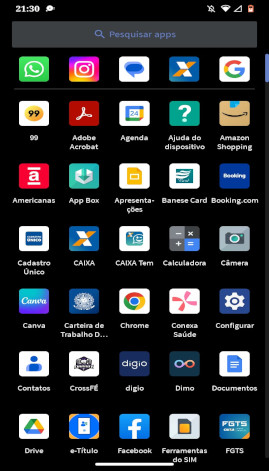 21:30
Pesquisar apps
99
99
Adobe
Acrobat
24
Agenda
?
Ajuda do
dispositivo
Amazon
Shopping
a
Americanas
App Box
Apresenta-
ções
Banese Card
Booking
Booking.com
Cadastro
Único
CAIXA
CAIXA Tem
Calculadora
Câmera
Canva
Canva
Carteira de
Trabalho D...
Chrome
Conexa
Saúde
Configurar
Contatos
CrossFÉ
digio
digio
Dimo
Documentos
Drive
e-Título
Facebook
Ferramentas
do SIM
FGTS
FGTS